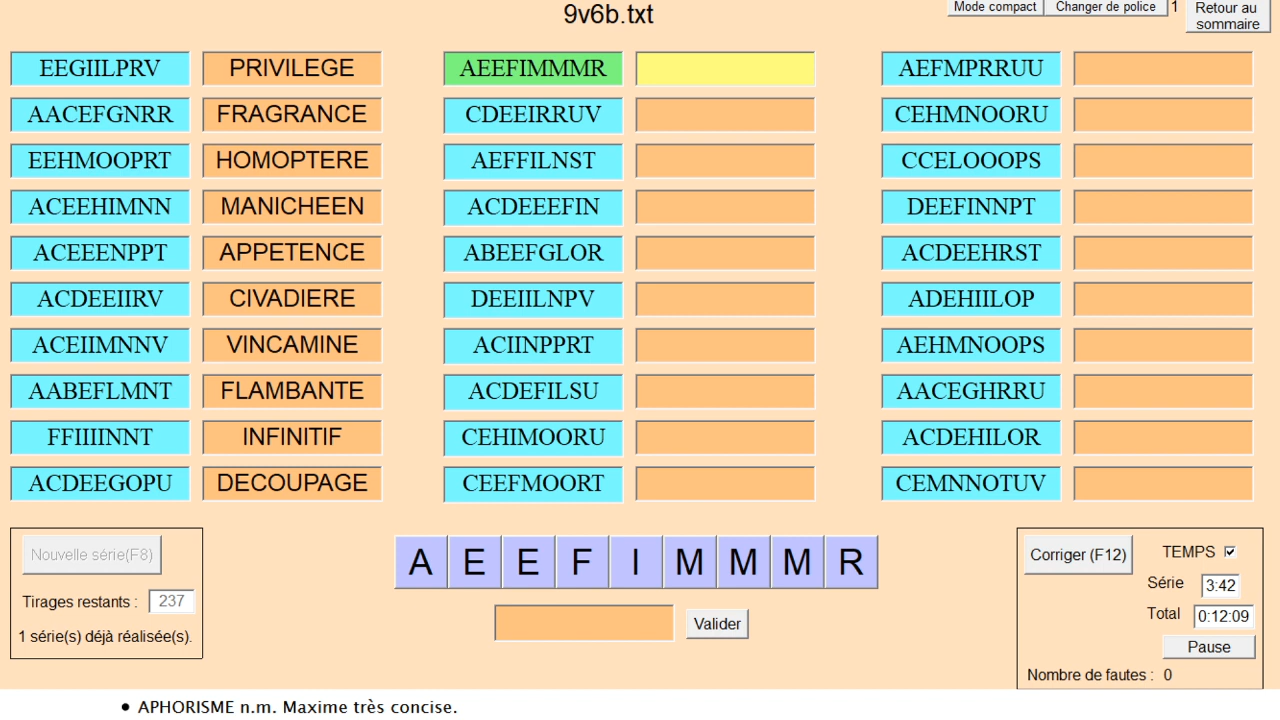 9v6b.txt
Mode compact Changer de police 1 Retour au sommaire
EEGIILPRV PRIVILEGE AEEFIMMMR AEFMPRRUU
AACEFGNRR FRAGRANCE CDEEIRRUV CEHMNOORU
EEHMOOPRT HOMOPTERE AEFFILNST CCELOOOPS
ACEEHIMNN MANICHEEN ACDEEEFIN DEEFINNPT
ACEEENPPT APPETENCE ABEEFGLOR ACDEEHRST
ACDEEIIRV CIVADIERE DEEIILNPV ADEHIILOP
ACEIIMNNV VINCAMINE ACIINPPRT AEHMNOOPS
AABEFLMNT FLAMBANTE ACDEFILSU AACEGHRRU
FFIIIINNT INFINITIF CEHIMOORU ACDEHILOR
ACDEEGOPU DECOUPAGE CEEFMOORT CEMNNOTUV
Nouvelle série(F8)
Tirages restants : 237
1 série(s) déjà réalisée(s).
A E E F I M M M R
Valider
Corriger (F12) TEMPS
Série 3:42
Total 0:12:09
Pause
Nombre de fautes : 0
• APHORISME n.m. Maxime très concise.